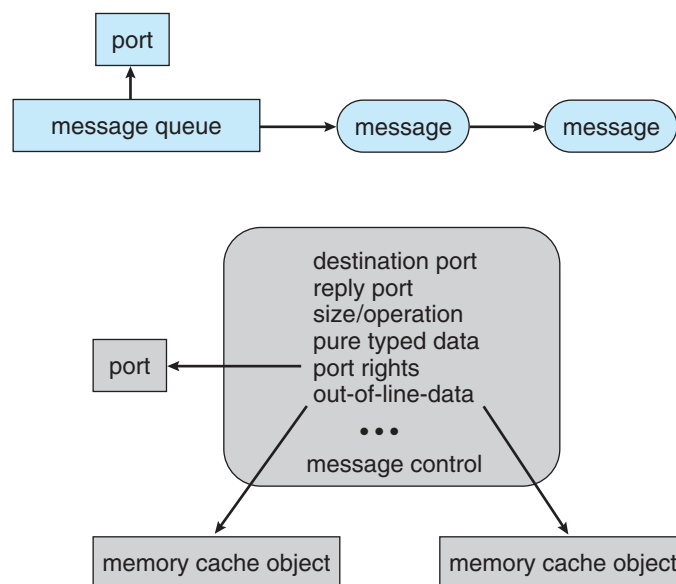 port
message queue
message
message
destination port
reply port
size/operation
pure typed data
port
port rights
out-of-line-data
•••
message control
memory cache object
memory cache object